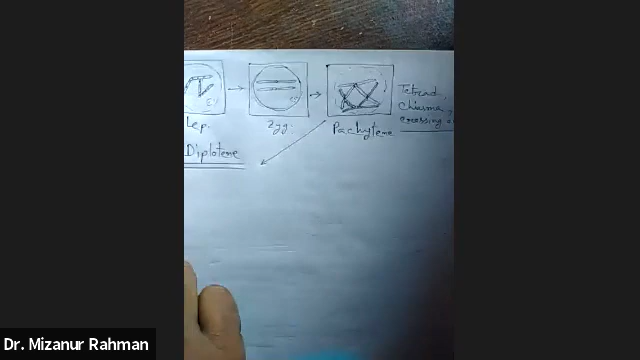 Lep.
Zyg.
Pachytene
Tetrad,
Chiasma,
crossing
Diplotene
Dr. Mizanur Rahman